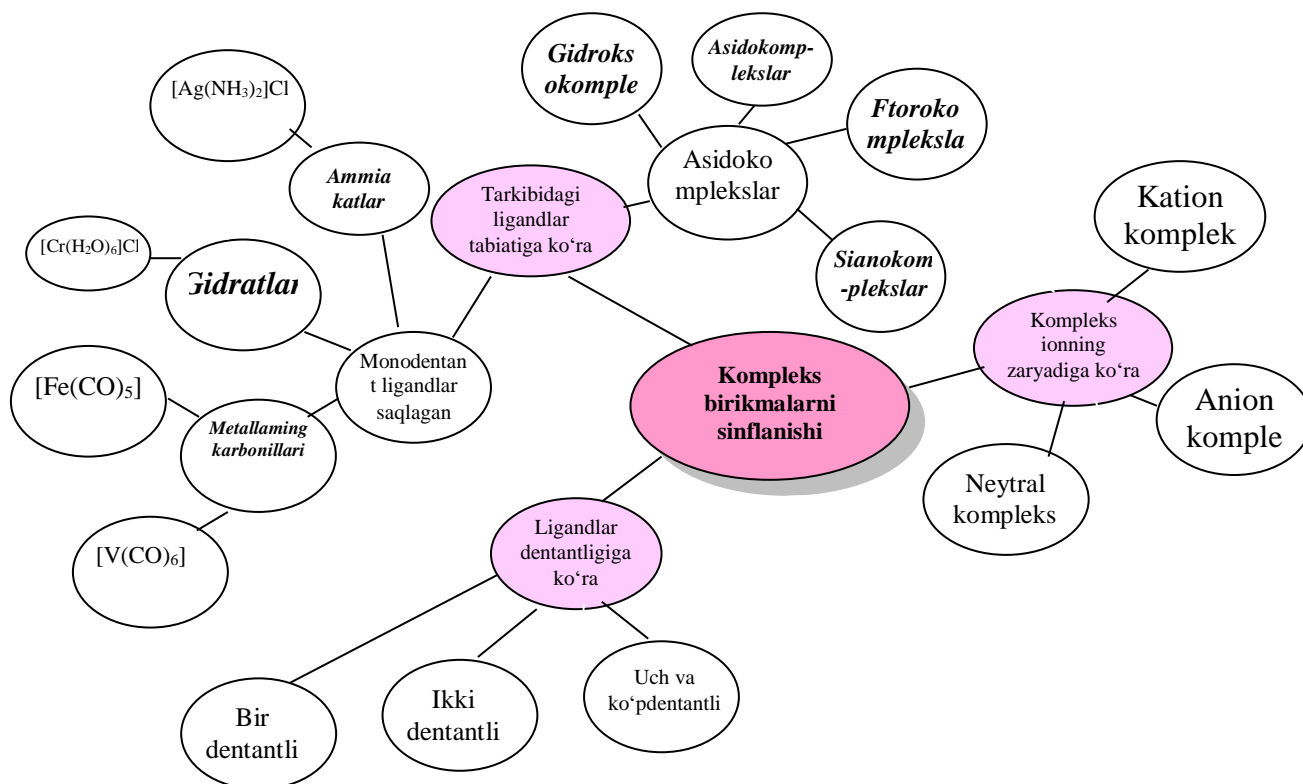 [Ag(NH₃)₂]Cl
Gidroks
okomple
Asidokomp-
lekslar
Ftoroko
mpleksla
Asidoko
mplekslar
Sianokom
-plekslar
Ammia
katlar
Tarkibidagi
ligandlar
tabiatiga ko‘ra
Kation
komplek
[Cr(H₂O)₆]Cl
Gidratlar
Kompleks
ionning
zaryadiga ko‘ra
[Fe(CO)₅]
Monodentan
t ligandlar
saqlagan
Kompleks
birikmalarni
sinflanishi
Anion
komple
Metallaming
karbonillari
Neytral
kompleks
[V(CO)₆]
Ligandlar
dentantligiga
ko‘ra
Bir
dentantli
Ikki
dentantli
Uch va
ko‘pdentantli